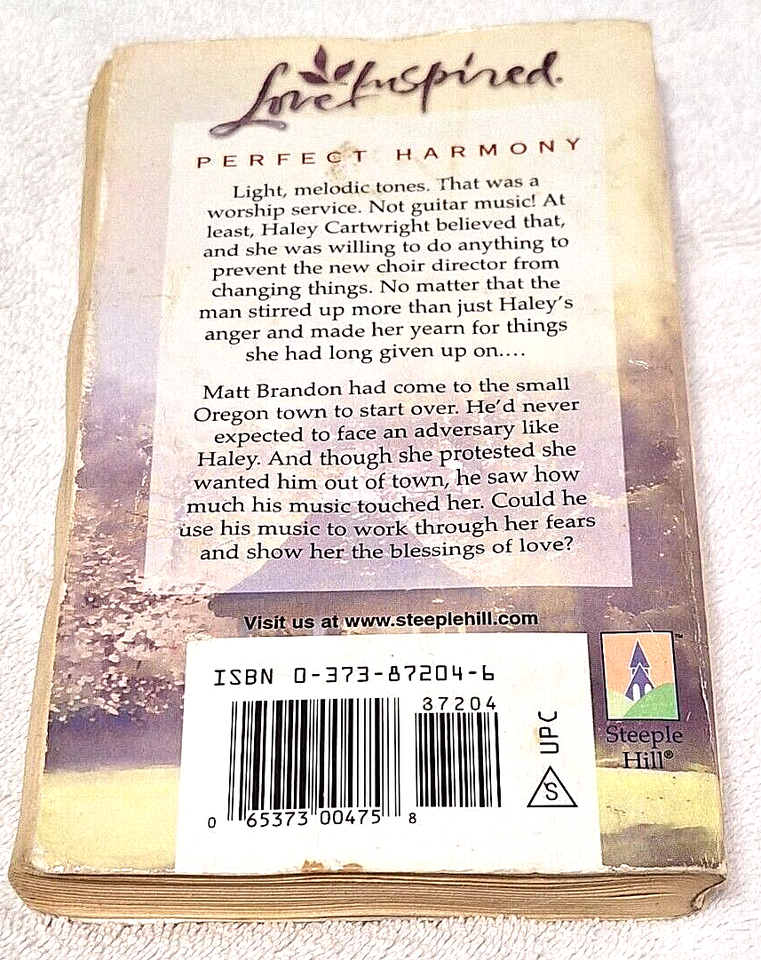 Love Inspired.
PERFECT HARMONY
Light, melodic tones. That was a
worship service. Not guitar music! At
least, Haley Cartwright believed that,
and she was willing to do anything to
prevent the new choir director from
changing things. No matter that the
man stirred up more than just Haley's
anger and made her yearn for things
she had long given up on....
Matt Brandon had come to the small
Oregon town to start over. He'd never
expected to face an adversary like
Haley. And though she protested she
wanted him out of town, he saw how
much his music touched her. Could he
use his music to work through her fears
and show her the blessings of love?
Visit us at www.steeplehill.com
ISBN 0-373-87204-6
37204
0 65373 00475 8
UPC
S
™
Steeple
Hill®